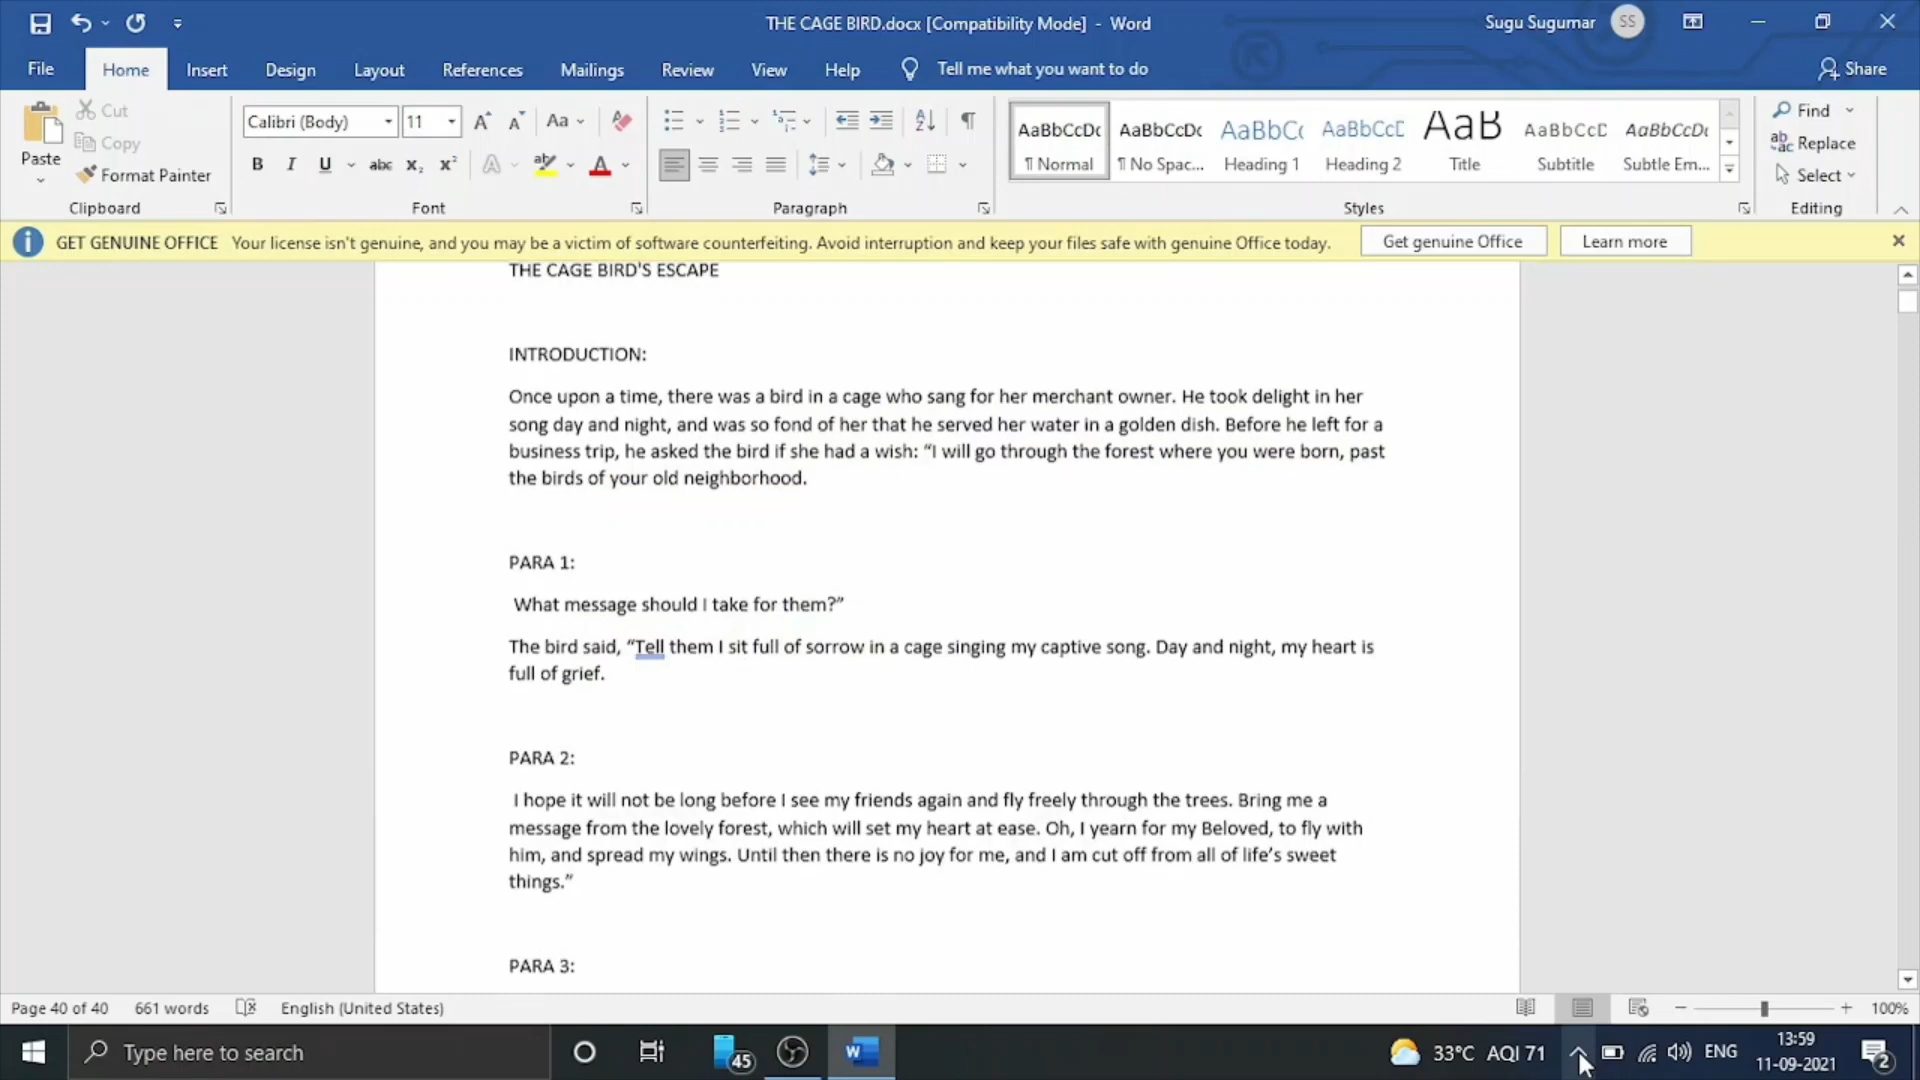 THE CAGE BIRD.docx [Compatibility Mode] - Word
Sugu Sugumar
SS
File
Home
Insert
Design
Layout
References
Mailings
Review
View
Help
Tell me what you want to do
Share
Paste
Cut
Copy
Format Painter
Clipboard
Calibri (Body)
11
Font
Paragraph
AaBbCcDc
¶ Normal
AaBbCcDc
¶ No Spac...
AaBbCc
Heading 1
AaBbCcD
Heading 2
AaB
Title
AaBbCcD
Subtitle
AaBbCcDc
Subtle Em...
Styles
Find
Replace
Select
Editing
GET GENUINE OFFICE Your license isn't genuine, and you may be a victim of software counterfeiting. Avoid interruption and keep your files safe with genuine Office today.
Get genuine Office
Learn more
THE CAGE BIRD'S ESCAPE
INTRODUCTION:
Once upon a time, there was a bird in a cage who sang for her merchant owner. He took delight in her
song day and night, and was so fond of her that he served her water in a golden dish. Before he left for a
business trip, he asked the bird if she had a wish: “I will go through the forest where you were born, past
the birds of your old neighborhood.
PARA 1:
What message should I take for them?”
The bird said, “Tell them I sit full of sorrow in a cage singing my captive song. Day and night, my heart is
full of grief.
PARA 2:
I hope it will not be long before I see my friends again and fly freely through the trees. Bring me a
message from the lovely forest, which will set my heart at ease. Oh, I yearn for my Beloved, to fly with
him, and spread my wings. Until then there is no joy for me, and I am cut off from all of life’s sweet
things.”
PARA 3:
Page 40 of 40
661 words
English (United States)
100%
Type here to search
45
33°C AQI 71
ENG
13:59
11-09-2021
2